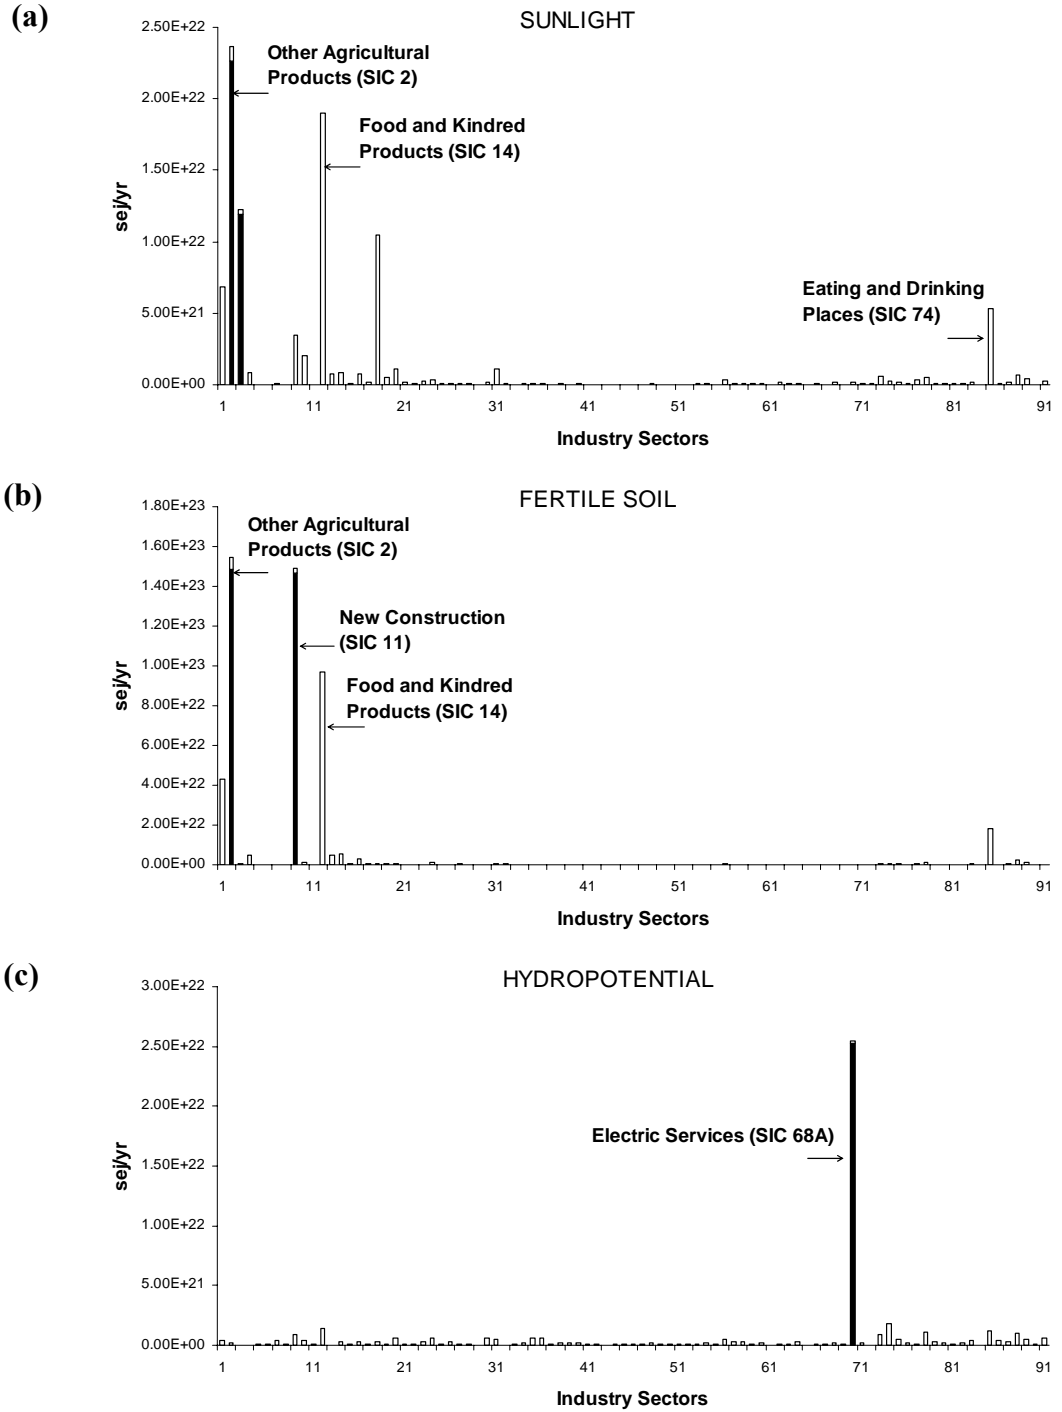 (a)
SUNLIGHT
2.50E+22
2.00E+22
1.50E+22
1.00E+22
5.00E+21
0.00E+00
sej/yr
Other Agricultural
Products (SIC 2)
Food and Kindred
Products (SIC 14)
Eating and Drinking
Places (SIC 74)
1 11 21 31 41 51 61 71 81 91
Industry Sectors
(b)
FERTILE SOIL
1.80E+23
1.60E+23
1.40E+23
1.20E+23
1.00E+23
8.00E+22
6.00E+22
4.00E+22
2.00E+22
0.00E+00
sej/yr
Other Agricultural
Products (SIC 2)
New Construction
(SIC 11)
Food and Kindred
Products (SIC 14)
1 11 21 31 41 51 61 71 81 91
Industry Sectors
(c)
HYDROPOTENTIAL
3.00E+22
2.50E+22
2.00E+22
1.50E+22
1.00E+22
5.00E+21
0.00E+00
sej/yr
Electric Services (SIC 68A)
1 11 21 31 41 51 61 71 81 91
Industry Sectors